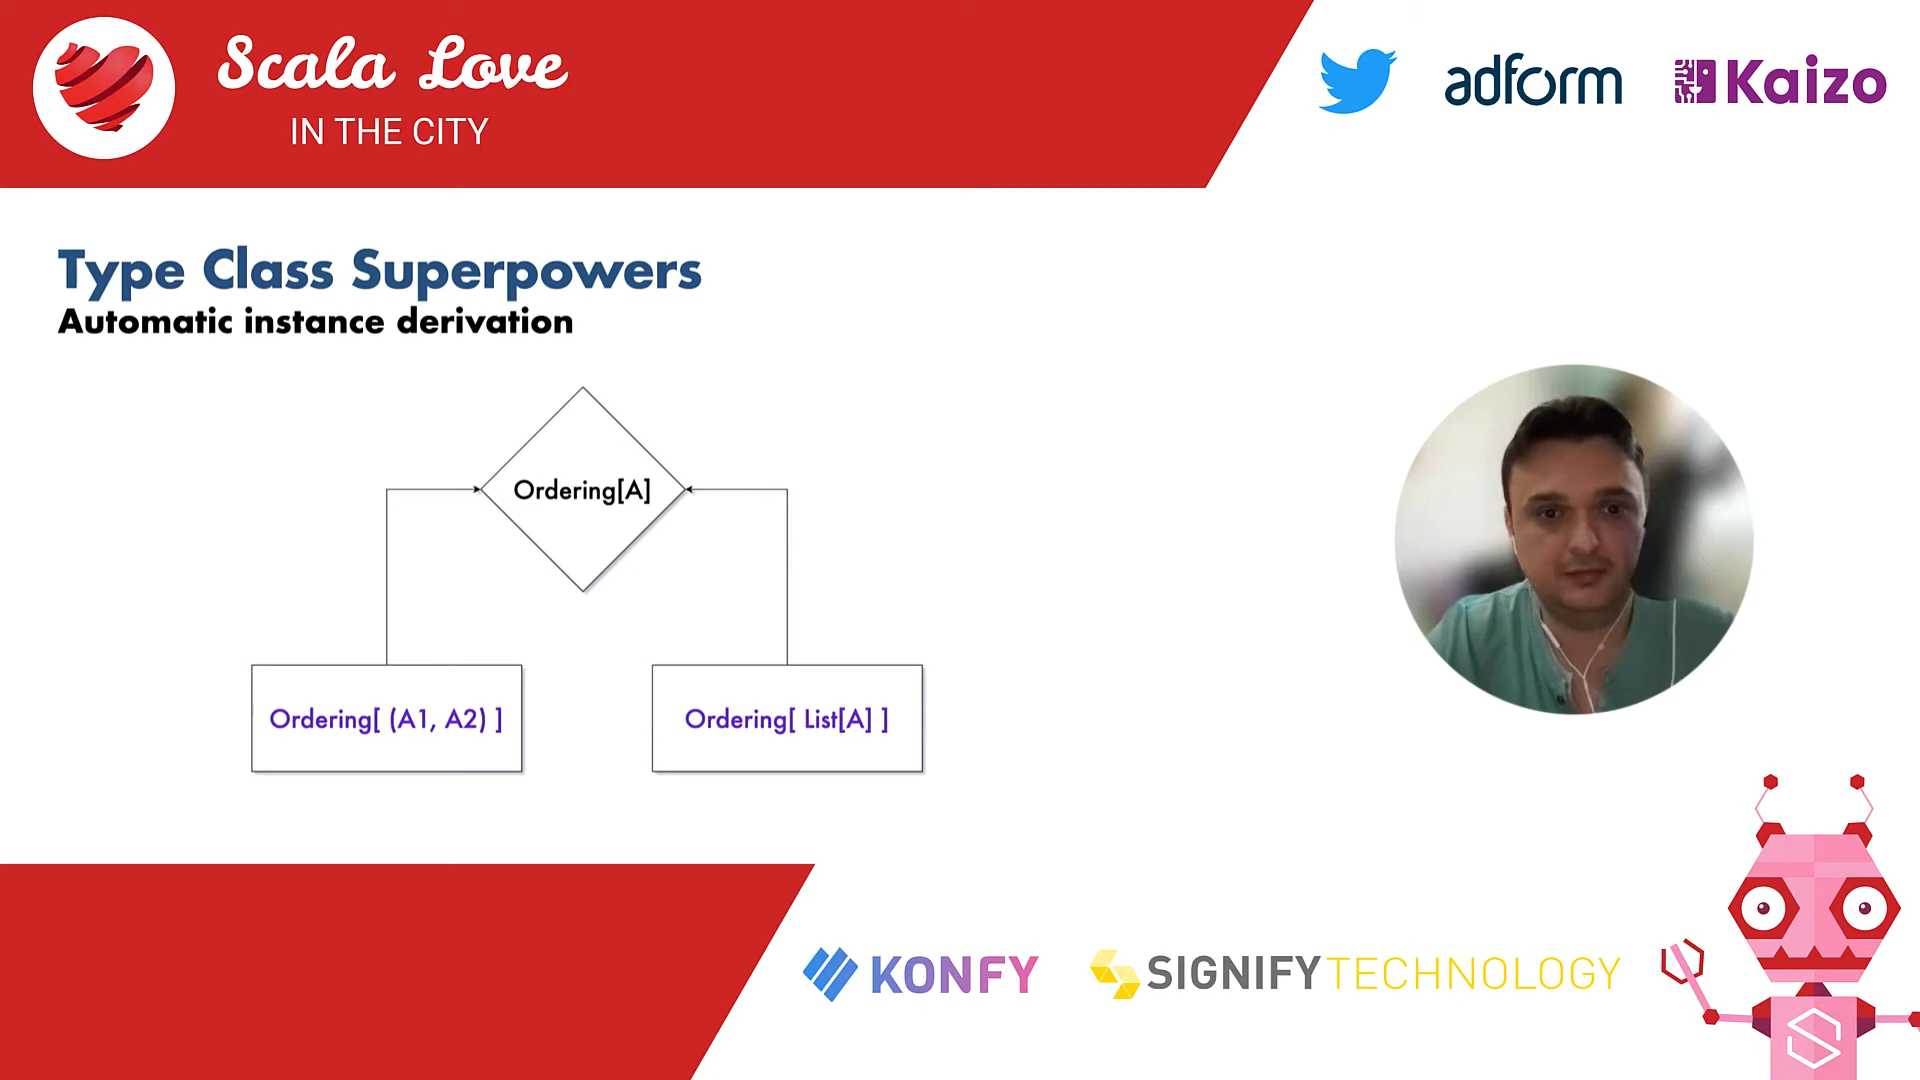 Scala Love
IN THE CITY
adform
Kaizo
Type Class Superpowers
Automatic instance derivation
Ordering[A]
Ordering[ (A1, A2) ]
Ordering[ List[A] ]
KONFY
SIGNIFY TECHNOLOGY